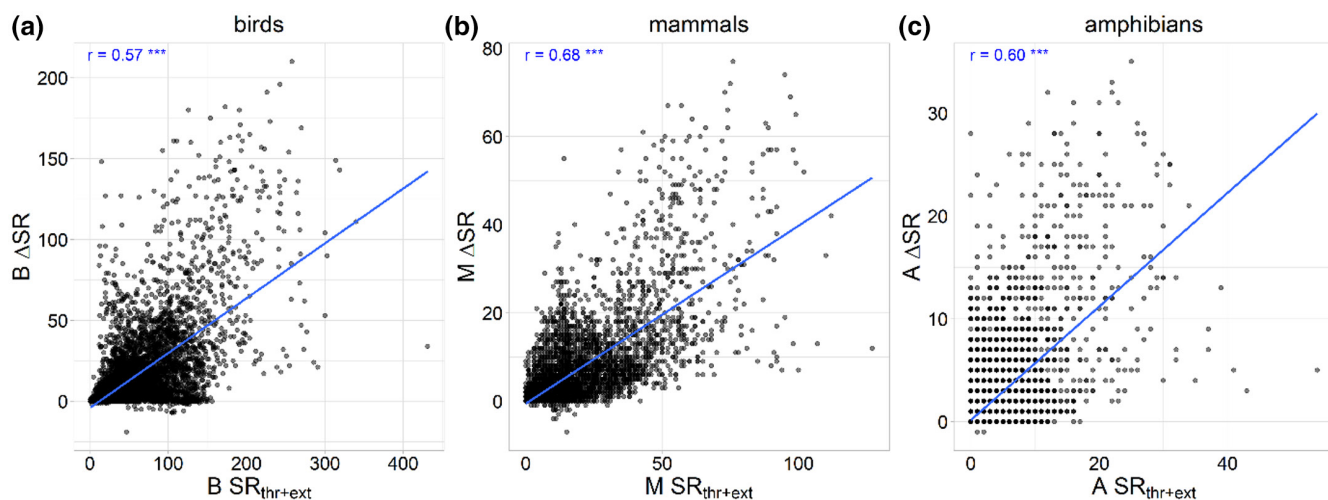 (a) birds
r = 0.57 ***
B ΔSR
200
150
100
50
0
0 100 200 300 400
B SRthr+ext
(b) mammals
r = 0.68 ***
M ΔSR
80
60
40
20
0
0 50 100
M SRthr+ext
(c) amphibians
r = 0.60 ***
A ΔSR
30
20
10
0
0 20 40
A SRthr+ext